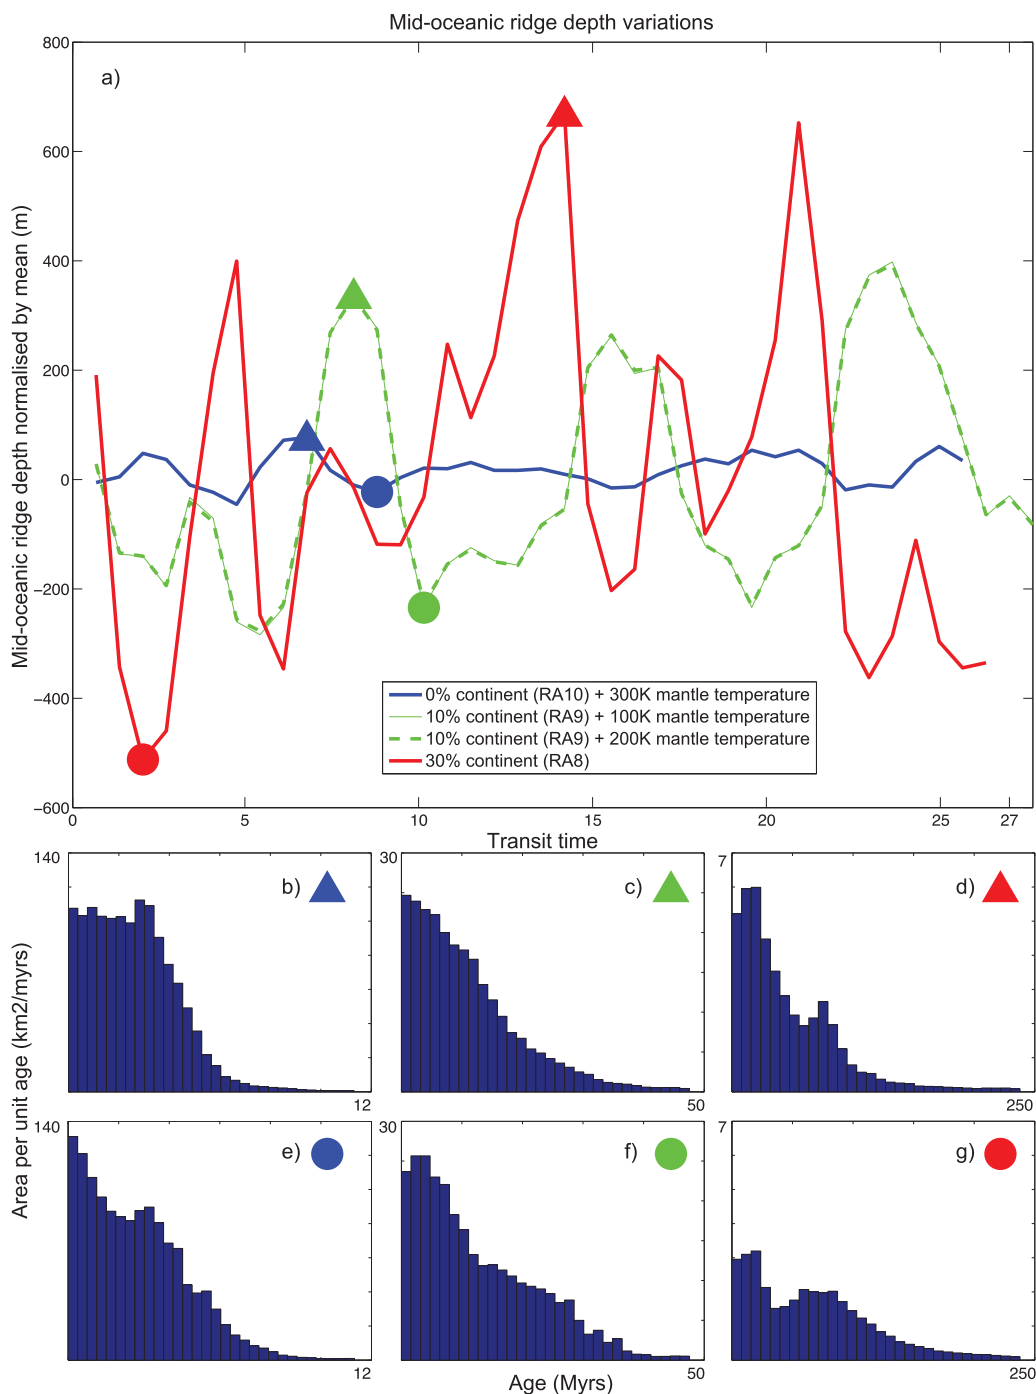 Mid-oceanic ridge depth variations
a)
800
600
400
200
0
−200
−400
−600
Mid-oceanic ridge depth normalised by mean (m)
0% continent (RA10) + 300K mantle temperature
10% continent (RA9) + 100K mantle temperature
10% continent (RA9) + 200K mantle temperature
30% continent (RA8)
0 5 10 15 20 25 27
Transit time
140 b) 12
30 c) 50
7 d) 250
Area per unit age (km2/myrs)
140 e) 12
30 f) 50
7 g) 250
Age (Myrs)